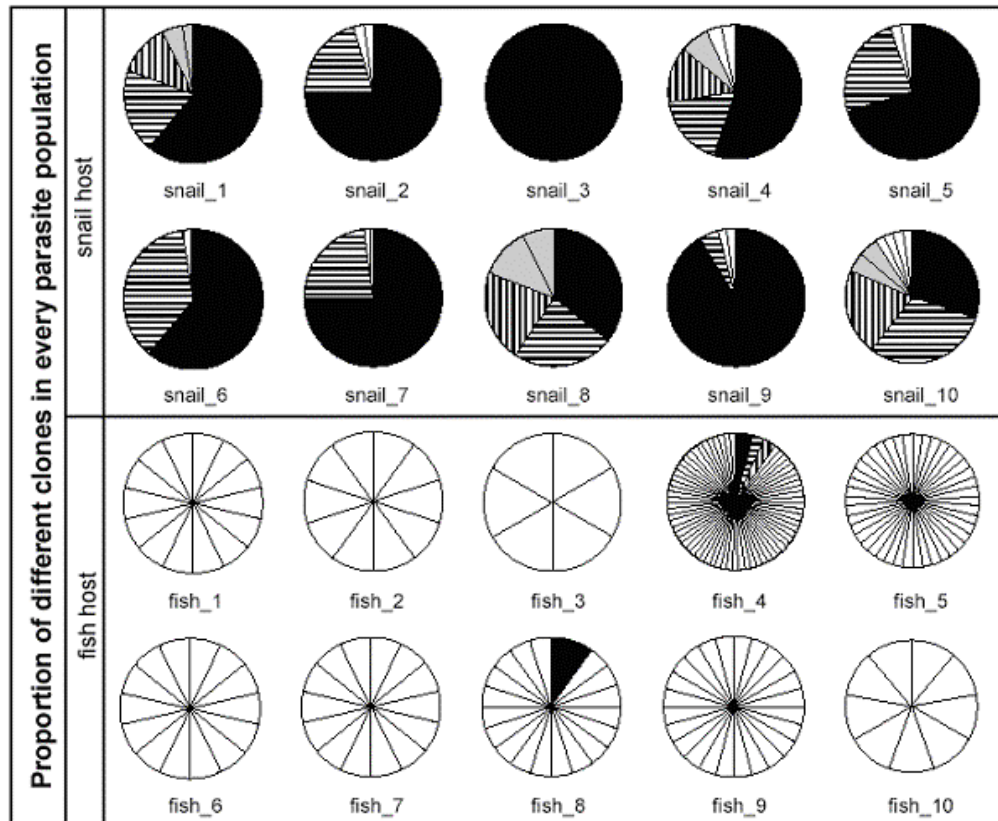 Proportion of different clones in every parasite population
snail host
snail_1 snail_2 snail_3 snail_4 snail_5
snail_6 snail_7 snail_8 snail_9 snail_10
fish host
fish_1 fish_2 fish_3 fish_4 fish_5
fish_6 fish_7 fish_8 fish_9 fish_10